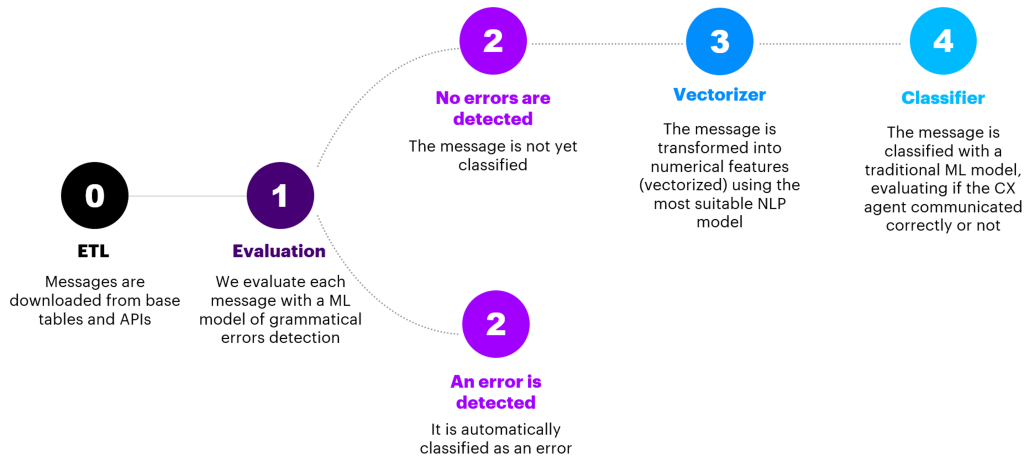 0
ETL
Messages are
downloaded from base
tables and APIs
1
Evaluation
We evaluate each
message with a ML
model of grammatical
errors detection
2
No errors are
detected
The message is not yet
classified
2
An error is
detected
It is automatically
classified as an error
3
Vectorizer
The message is
transformed into
numerical features
(vectorized) using the
most suitable NLP
model
4
Classifier
The message is
classified with a
traditional ML model,
evaluating if the CX
agent communicated
correctly or not